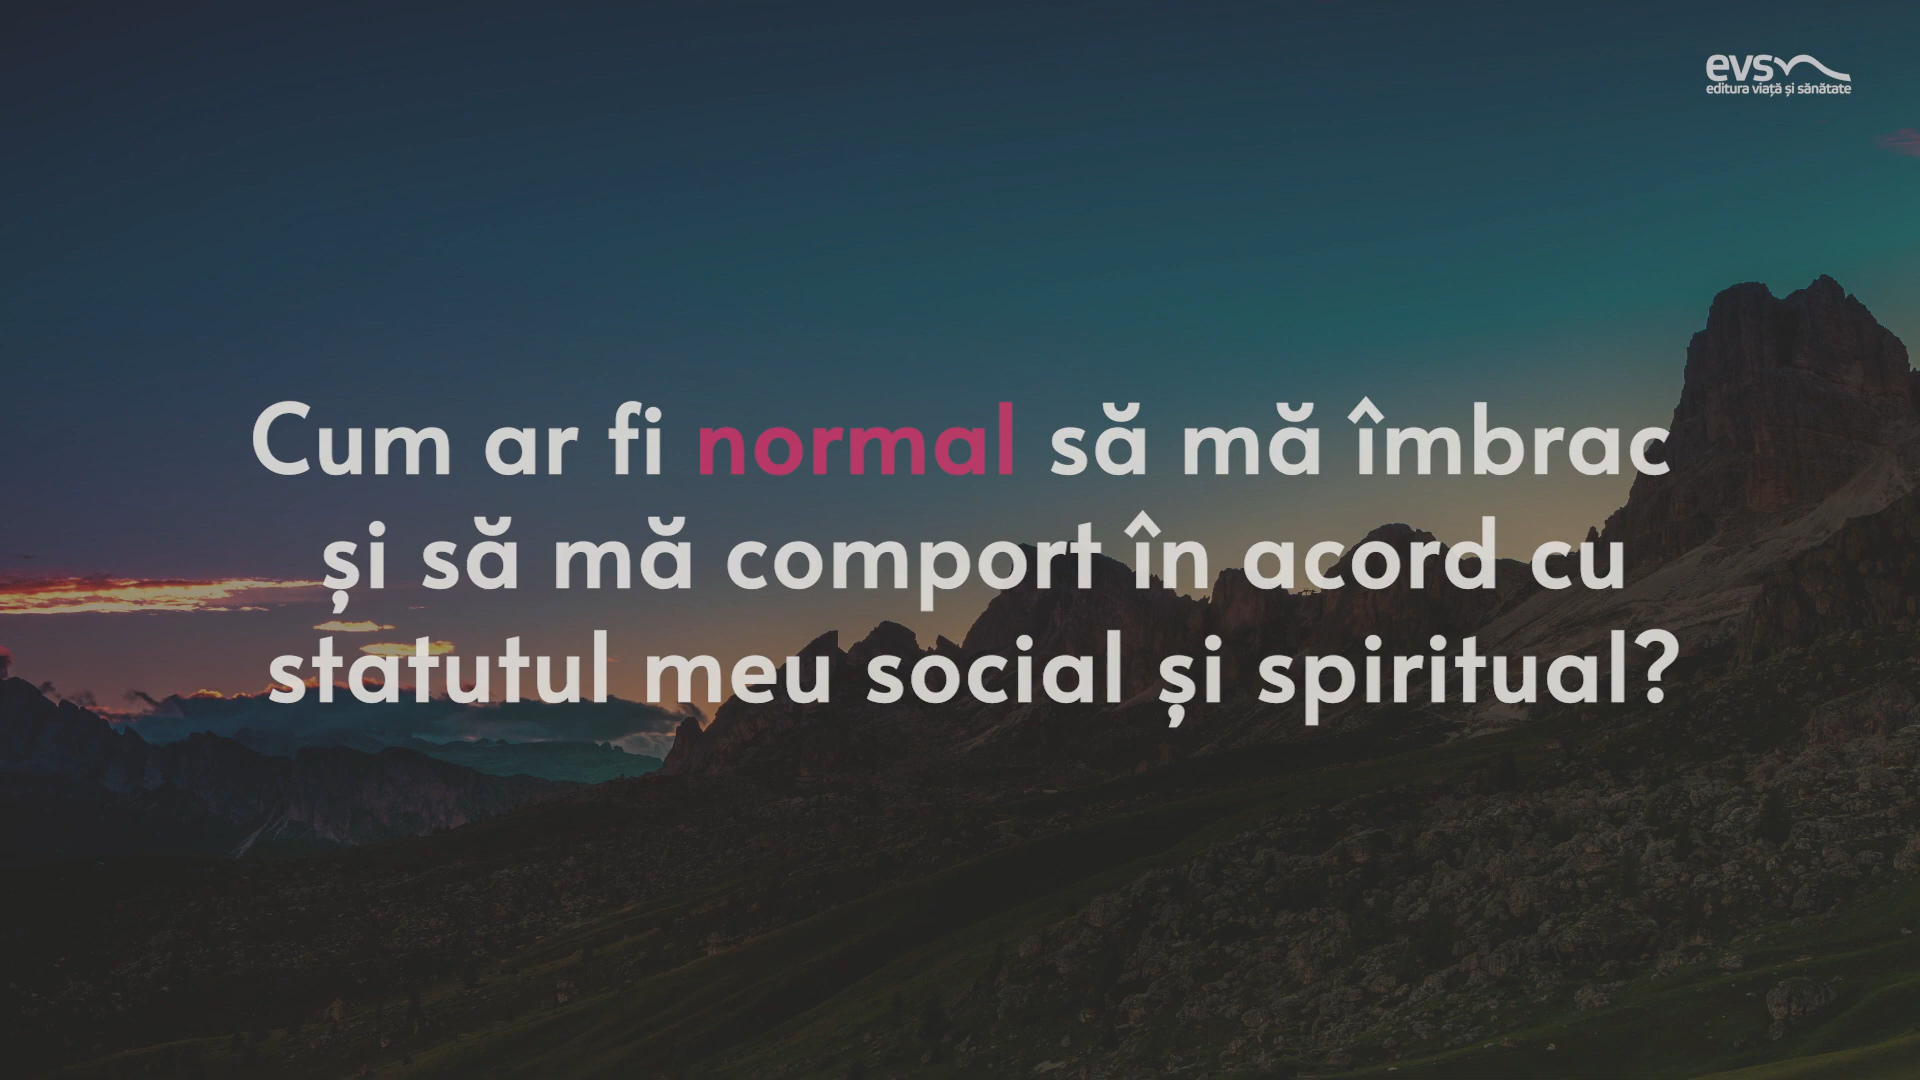 evs
editura viață și sănătate
Cum ar fi normal să mă îmbrac
și să mă comport în acord cu
statutul meu social și spiritual?